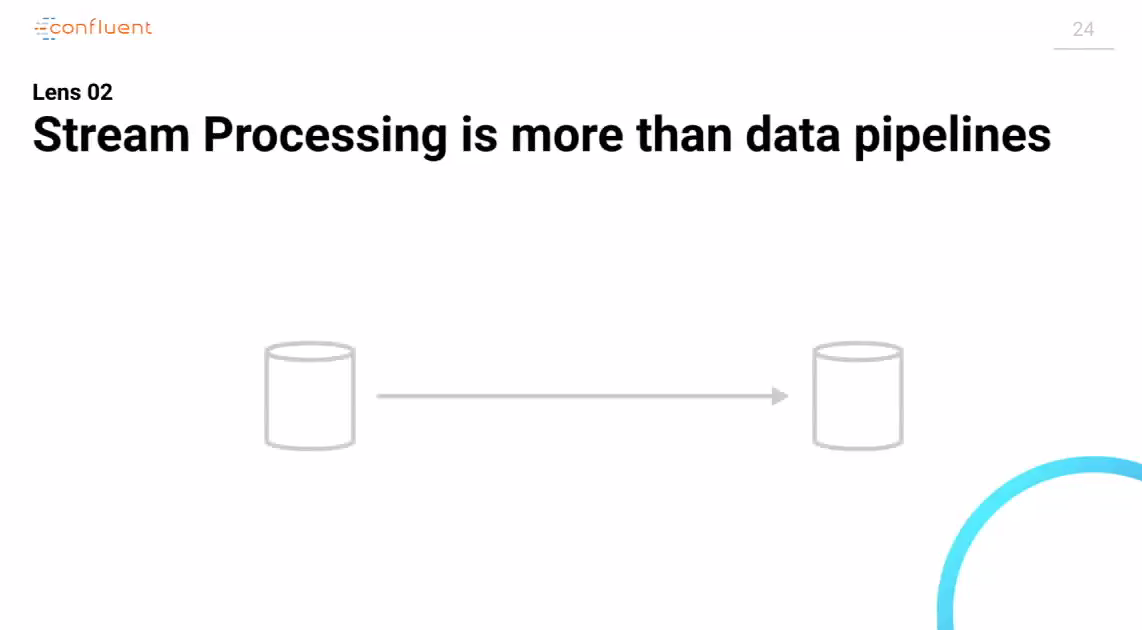 confluent
24
Lens 02
Stream Processing is more than data pipelines